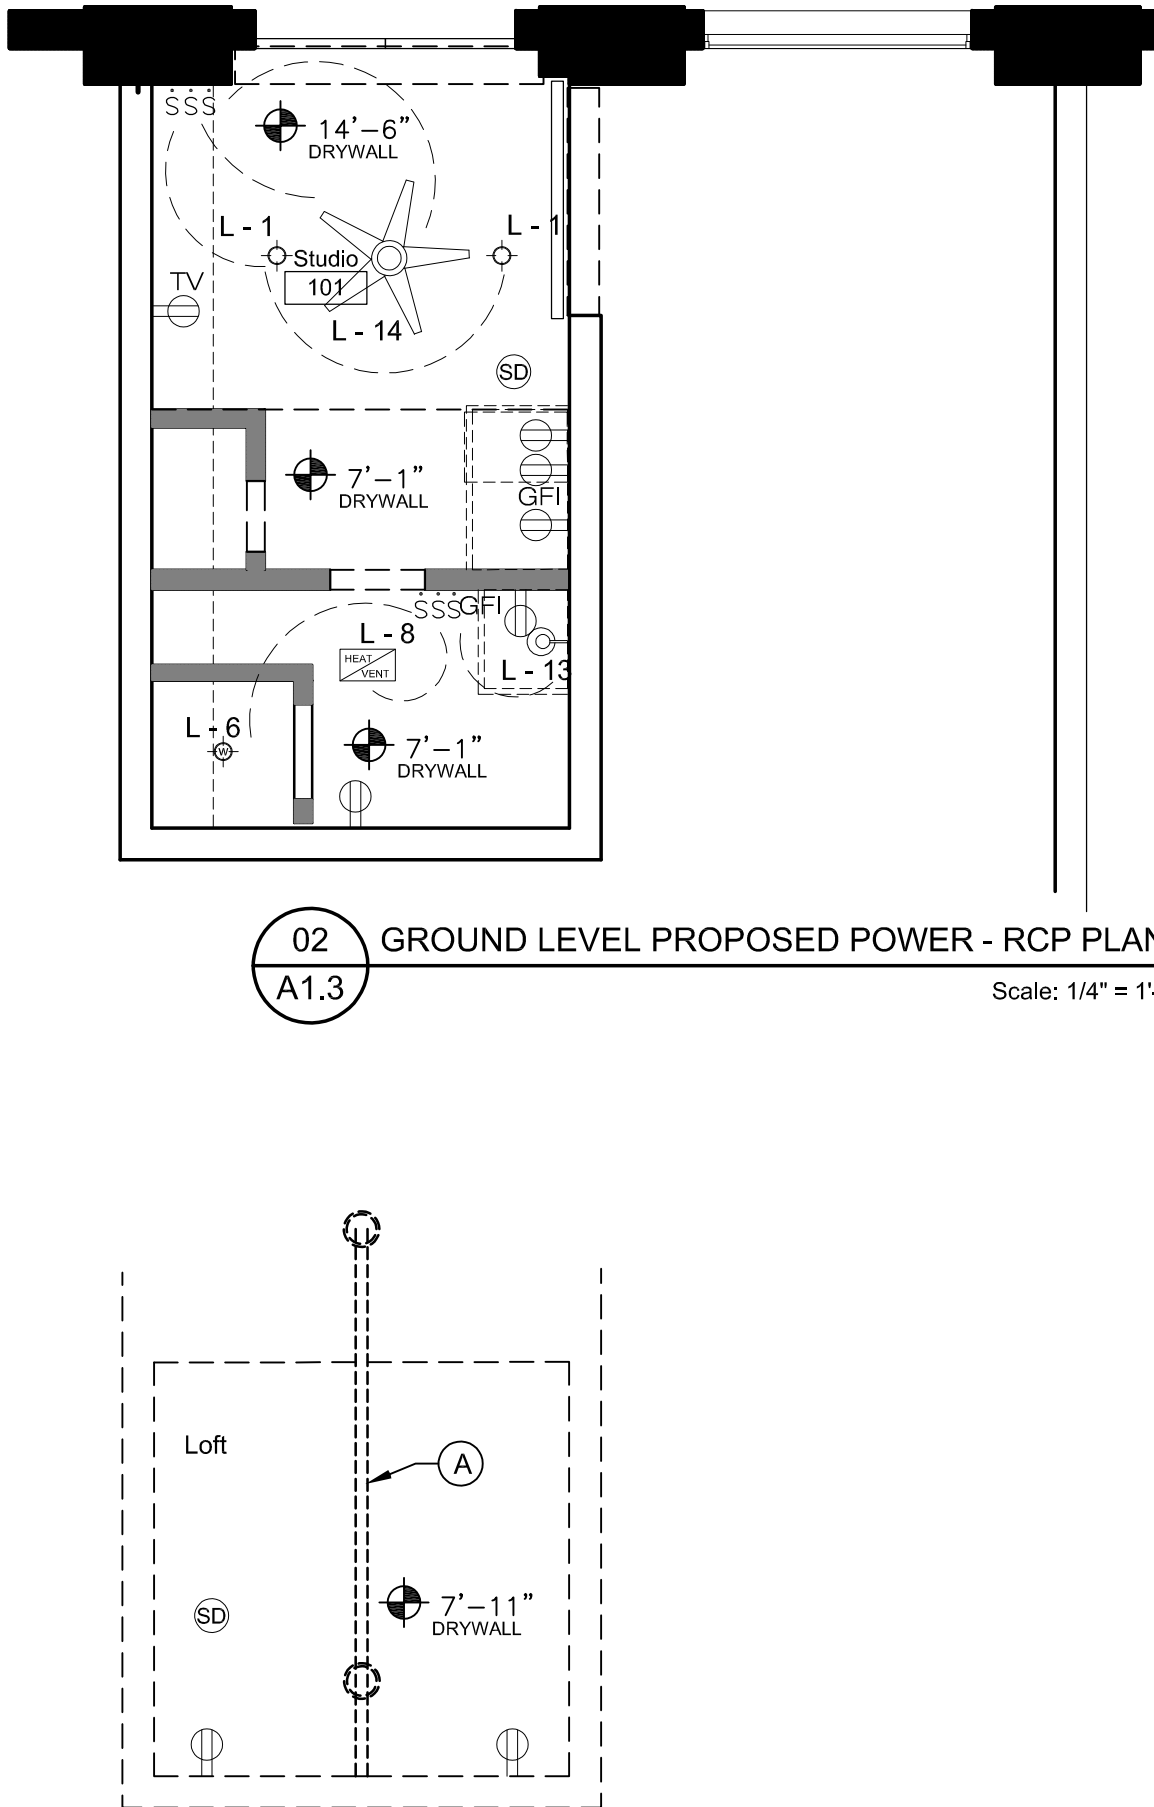 SSS
14'-6"
DRYWALL
L - 1
L - 1
Studio
101
TV
L - 14
SD
7'-1"
DRYWALL
GFI
SSS
GFI
L - 8
HEAT
VENT
L - 13
L - 6
W
7'-1"
DRYWALL
02
GROUND LEVEL PROPOSED POWER - RCP PLAN
A1.3
Scale: 1/4" = 1'-
Loft
A
SD
7'-11"
DRYWALL